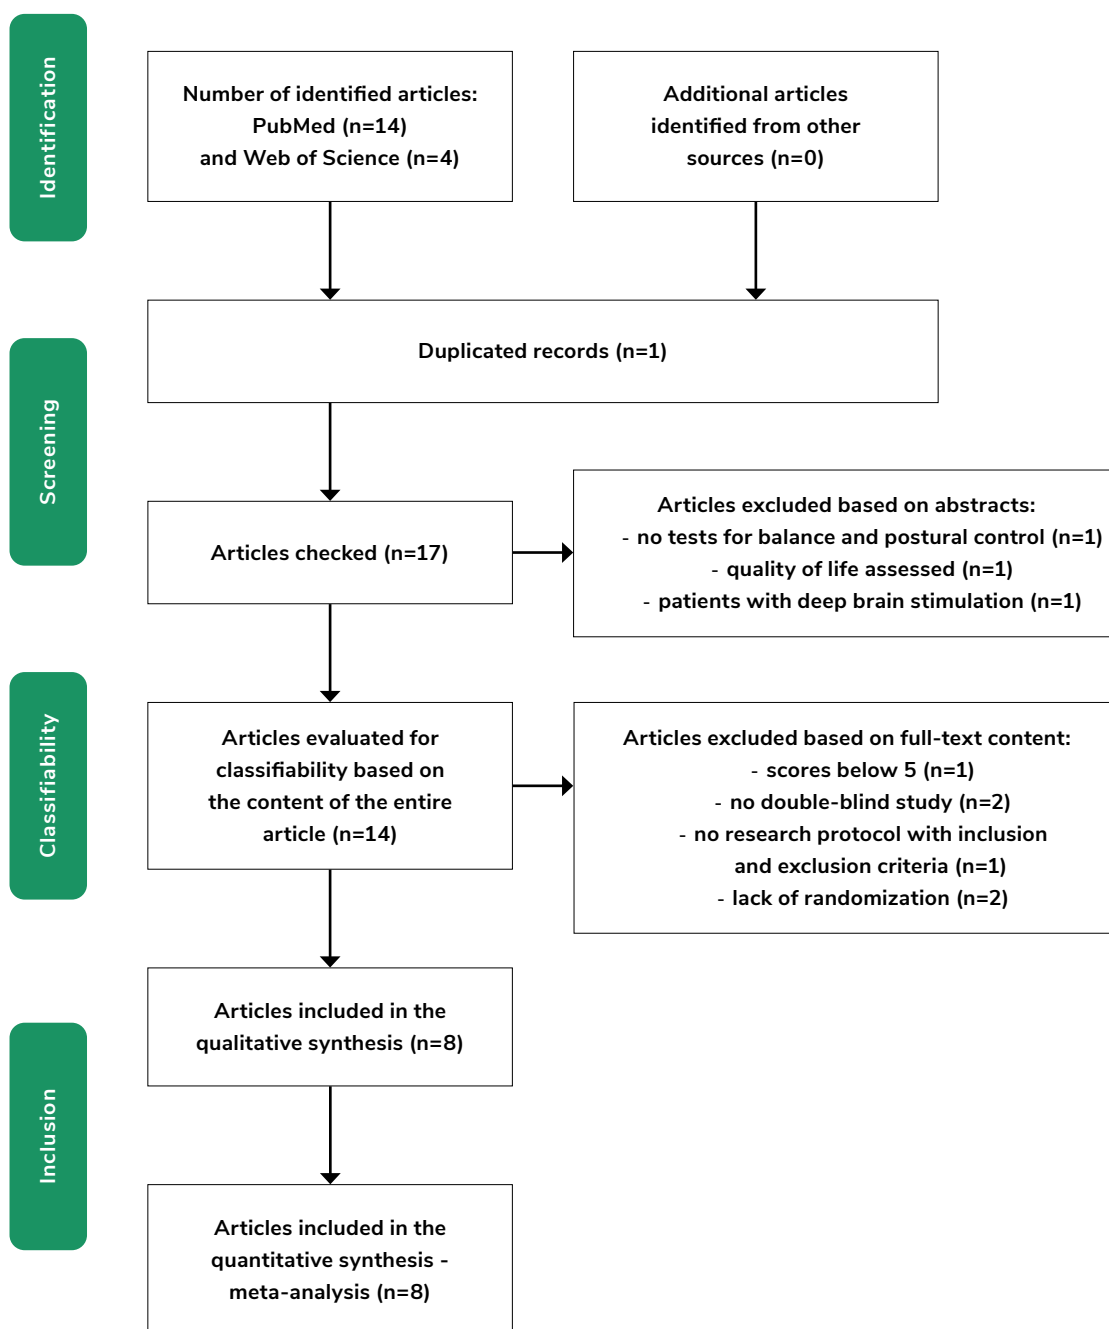 Identification
Number of identified articles:
PubMed (n=14)
and Web of Science (n=4)
Additional articles
identified from other
sources (n=0)
Screening
Duplicated records (n=1)
Articles checked (n=17)
Articles excluded based on abstracts:
- no tests for balance and postural control (n=1)
- quality of life assessed (n=1)
- patients with deep brain stimulation (n=1)
Classifiability
Articles evaluated for
classifiability based on
the content of the entire
article (n=14)
Articles excluded based on full-text content:
- scores below 5 (n=1)
- no double-blind study (n=2)
- no research protocol with inclusion
and exclusion criteria (n=1)
- lack of randomization (n=2)
Inclusion
Articles included in the
qualitative synthesis (n=8)
Articles included in the
quantitative synthesis -
meta-analysis (n=8)